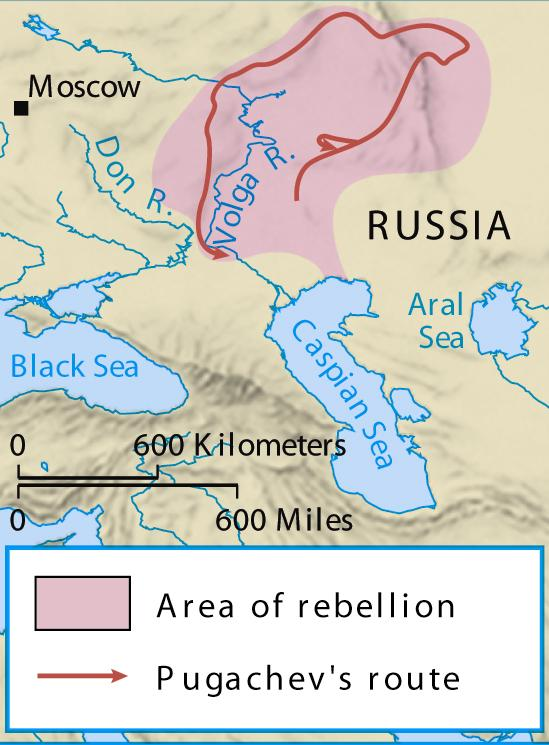 Moscow
Don R.
Volga R.
RUSSIA
Aral
Sea
Black Sea
Caspian Sea
0 600 Kilometers
0 600 Miles
Area of rebellion
Pugachev's route